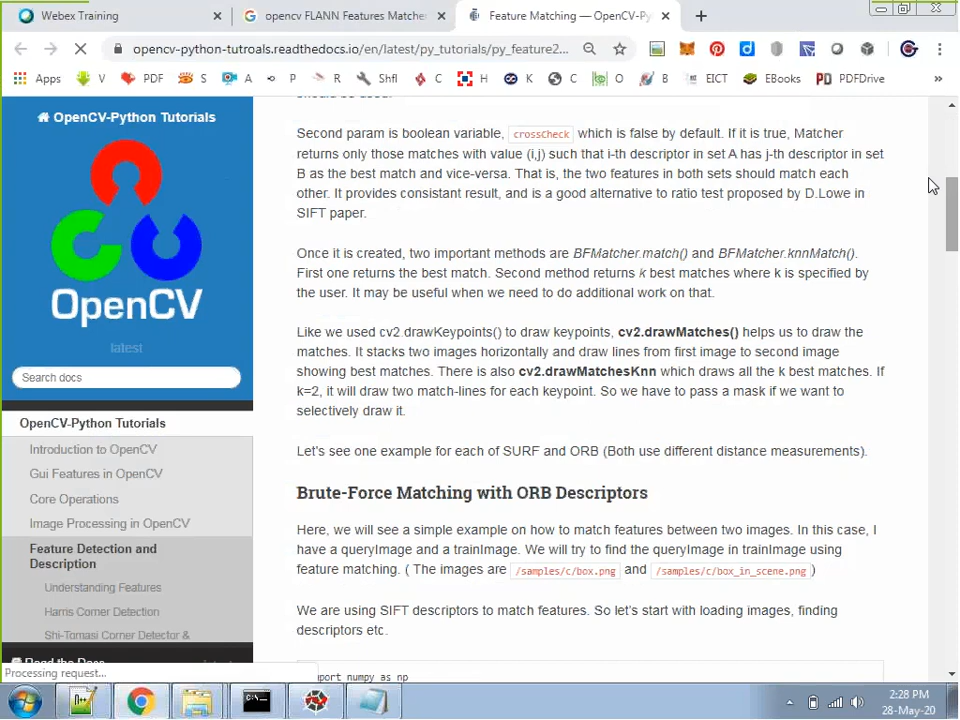 Webex Training
opencv FLANN Features Matche
Feature Matching — OpenCV-Py
opencv-python-tutroals.readthedocs.io/en/latest/py_tutorials/py_feature2...
Apps V PDF S A P R Shfl C H K C O B EICT EBooks PDFDrive »
OpenCV-Python Tutorials
OpenCV
latest
Search docs
OpenCV-Python Tutorials
Introduction to OpenCV
Gui Features in OpenCV
Core Operations
Image Processing in OpenCV
Feature Detection and
Description
Understanding Features
Harris Corner Detection
Shi-Tomasi Corner Detector &
Read the Docs
Processing request...
should be used.
Second param is boolean variable, crossCheck which is false by default. If it is true, Matcher
returns only those matches with value (i,j) such that i-th descriptor in set A has j-th descriptor in set
B as the best match and vice-versa. That is, the two features in both sets should match each
other. It provides consistant result, and is a good alternative to ratio test proposed by D.Lowe in
SIFT paper.
Once it is created, two important methods are BFMatcher.match() and BFMatcher.knnMatch().
First one returns the best match. Second method returns k best matches where k is specified by
the user. It may be useful when we need to do additional work on that.
Like we used cv2.drawKeypoints() to draw keypoints, cv2.drawMatches() helps us to draw the
matches. It stacks two images horizontally and draw lines from first image to second image
showing best matches. There is also cv2.drawMatchesKnn which draws all the k best matches. If
k=2, it will draw two match-lines for each keypoint. So we have to pass a mask if we want to
selectively draw it.
Let's see one example for each of SURF and ORB (Both use different distance measurements).
Brute-Force Matching with ORB Descriptors
Here, we will see a simple example on how to match features between two images. In this case, I
have a queryImage and a trainImage. We will try to find the queryImage in trainImage using
feature matching. ( The images are /samples/c/box.png and /samples/c/box_in_scene.png )
We are using SIFT descriptors to match features. So let's start with loading images, finding
descriptors etc.
port numpy as np
2:28 PM
28-May-20